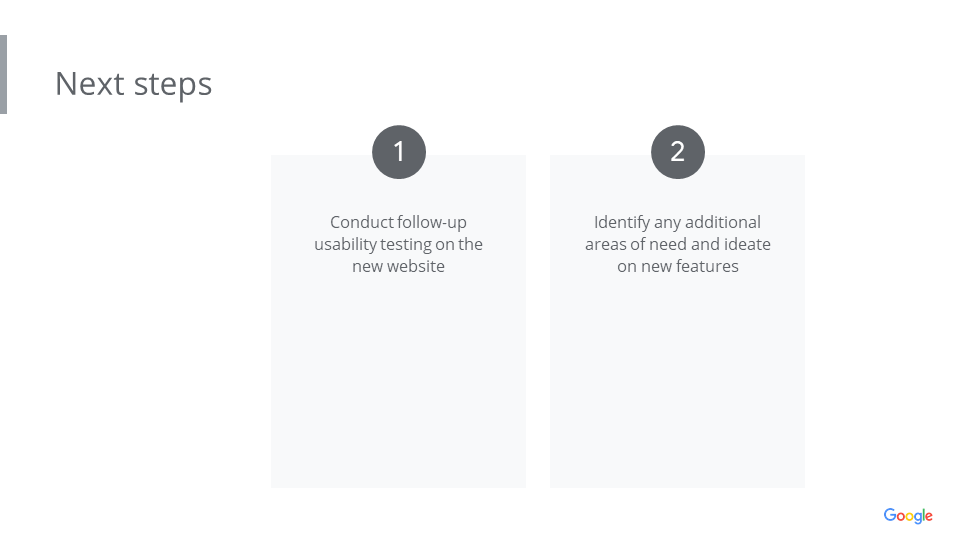 Next steps
1
Conduct follow-up
usability testing on the
new website
2
Identify any additional
areas of need and ideate
on new features
Google